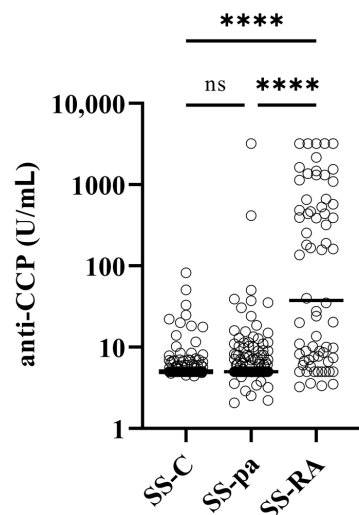 ****
ns
****
10,000
1000
100
10
1
anti-CCP (U/mL)
SS-C
SS-pa
SS-RA